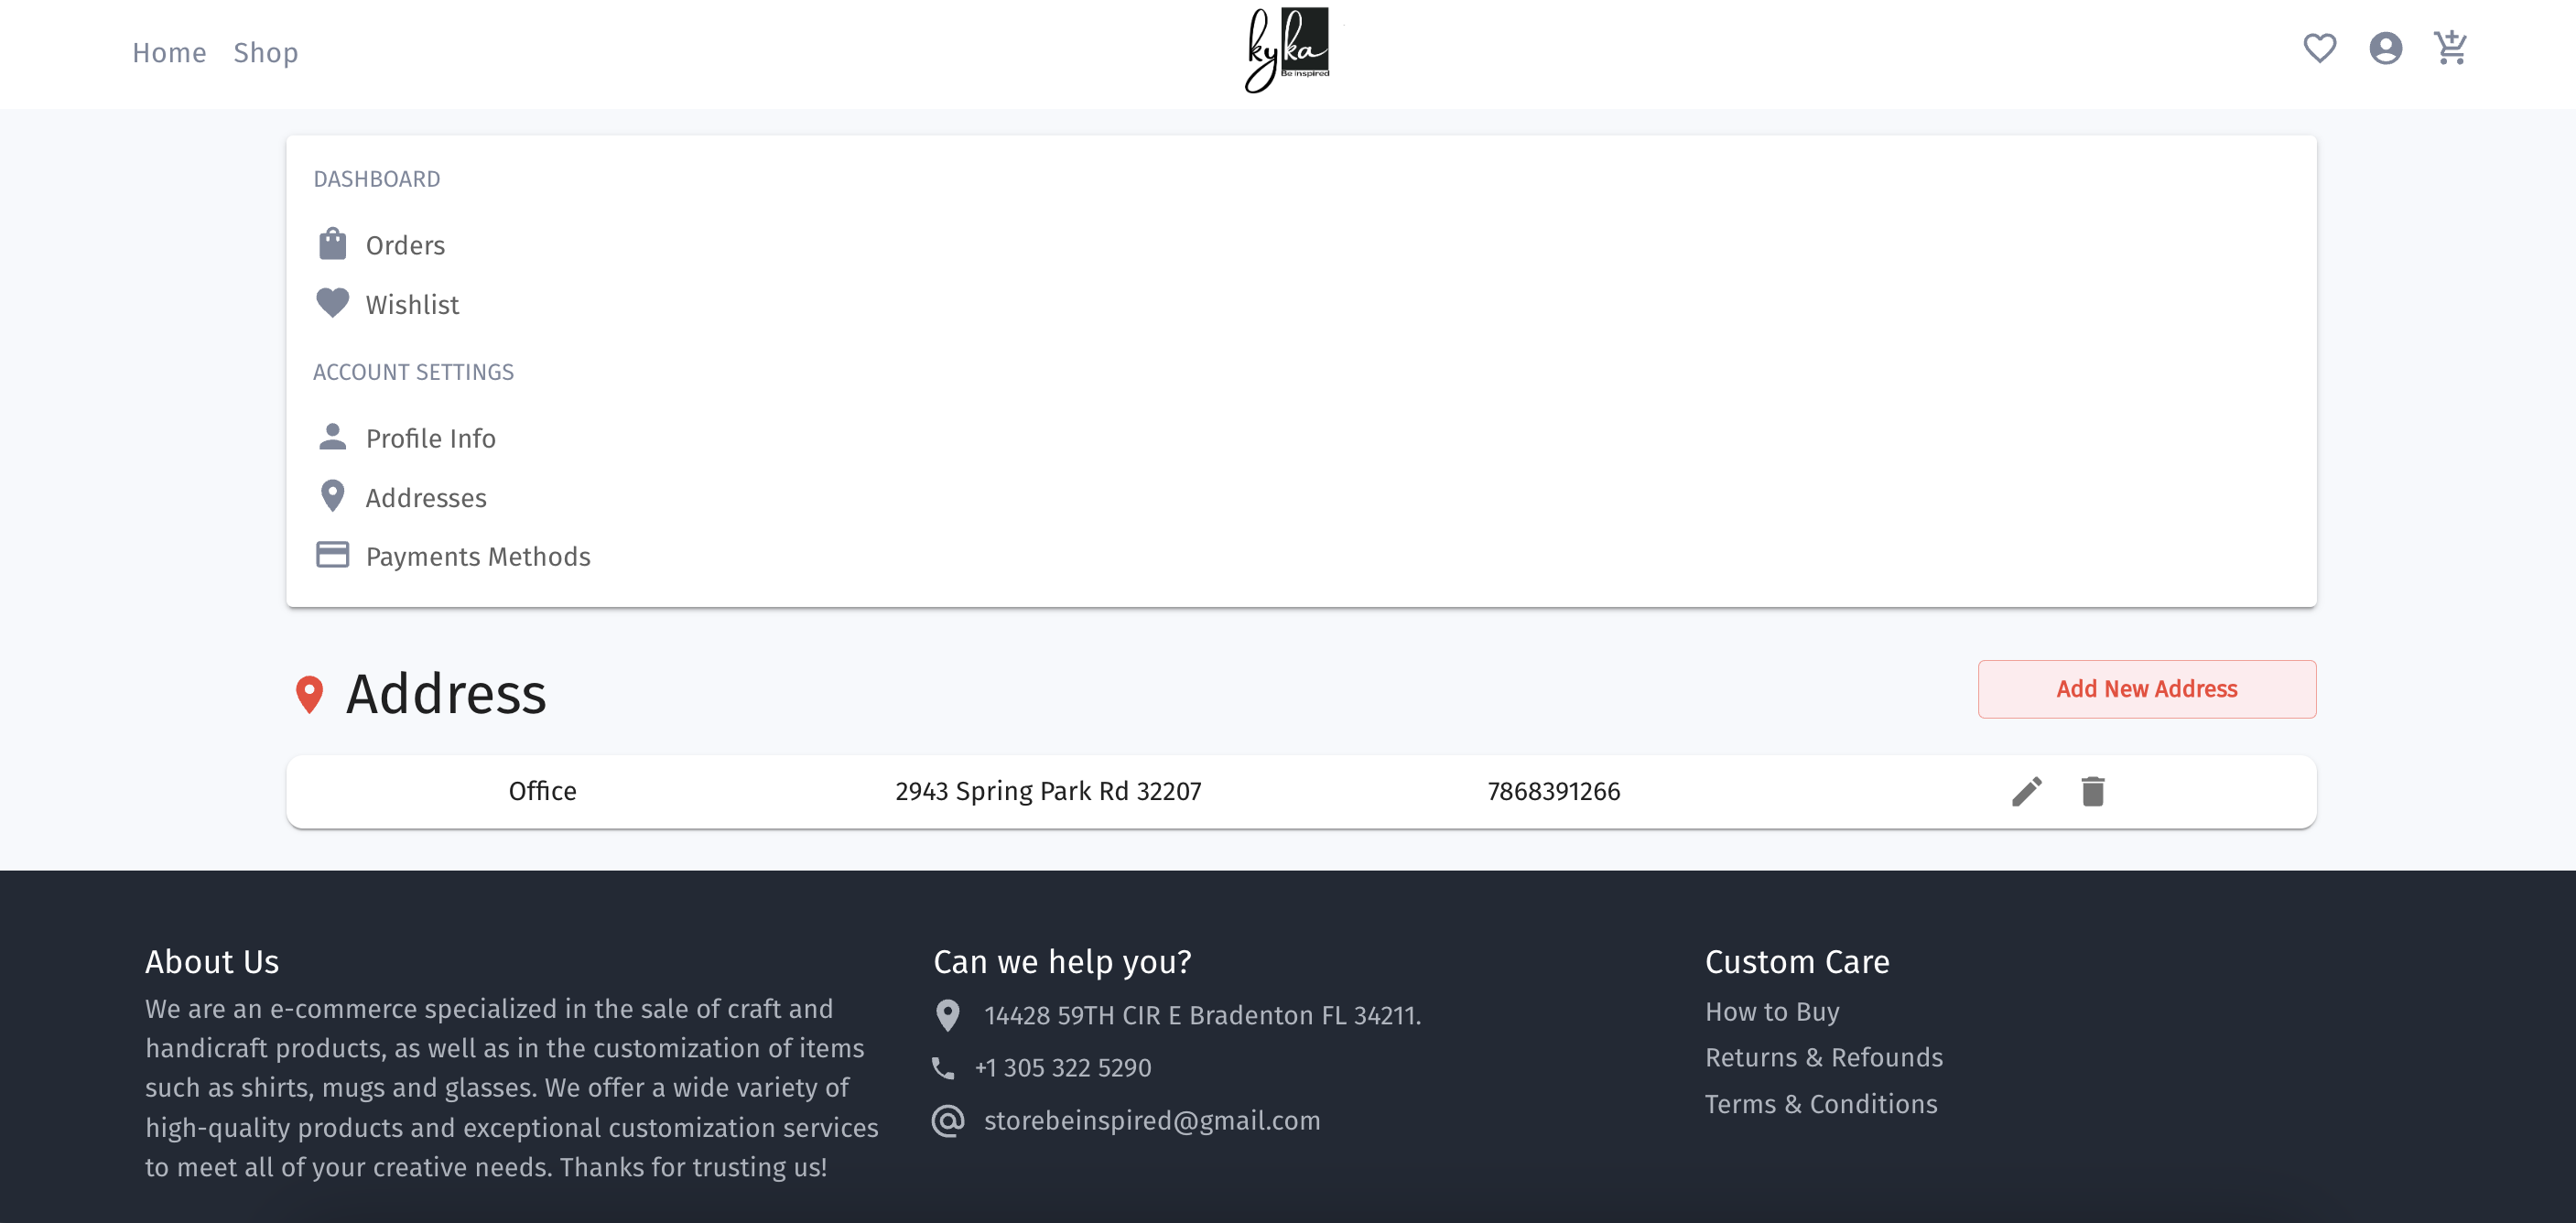 Home Shop
kyka
Be inspired
DASHBOARD
Orders
Wishlist
ACCOUNT SETTINGS
Profile Info
Addresses
Payments Methods
Address
Add New Address
Office 2943 Spring Park Rd 32207 7868391266
About Us
We are an e-commerce specialized in the sale of craft and
handicraft products, as well as in the customization of items
such as shirts, mugs and glasses. We offer a wide variety of
high-quality products and exceptional customization services
to meet all of your creative needs. Thanks for trusting us!
Can we help you?
14428 59TH CIR E Bradenton FL 34211.
+1 305 322 5290
storebeinspired@gmail.com
Custom Care
How to Buy
Returns & Refounds
Terms & Conditions